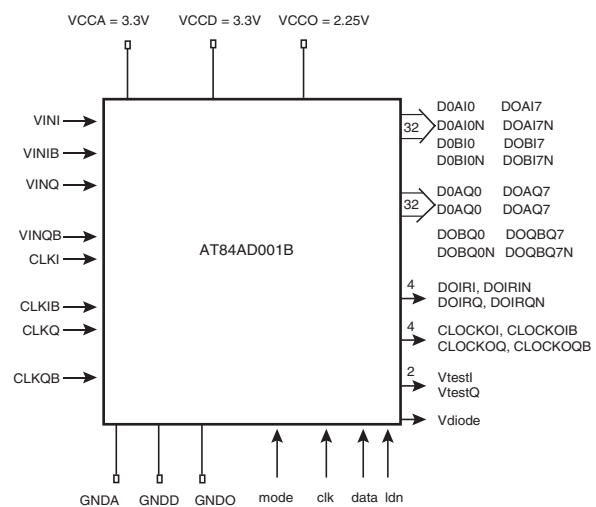 VCCA = 3.3V VCCD = 3.3V VCCO = 2.25V
VINI
VINIB
VINQ
VINQB
CLKI
CLKIB
CLKQ
CLKQB
AT84AD001B
32
D0AI0 DOAI7
D0AI0N DOAI7N
D0BI0 DOBI7
D0BI0N DOBI7N
32
D0AQ0 DOAQ7
D0AQ0 DOAQ7
DOBQ0 DOQBQ7
DOBQ0N DOQBQ7N
4
DOIRI, DOIRIN
DOIRQ, DOIRQN
4
CLOCKOI, CLOCKOIB
CLOCKOQ, CLOCKOQB
2
VtestI
VtestQ
Vdiode
GNDA GNDD GNDO mode clk data ldn